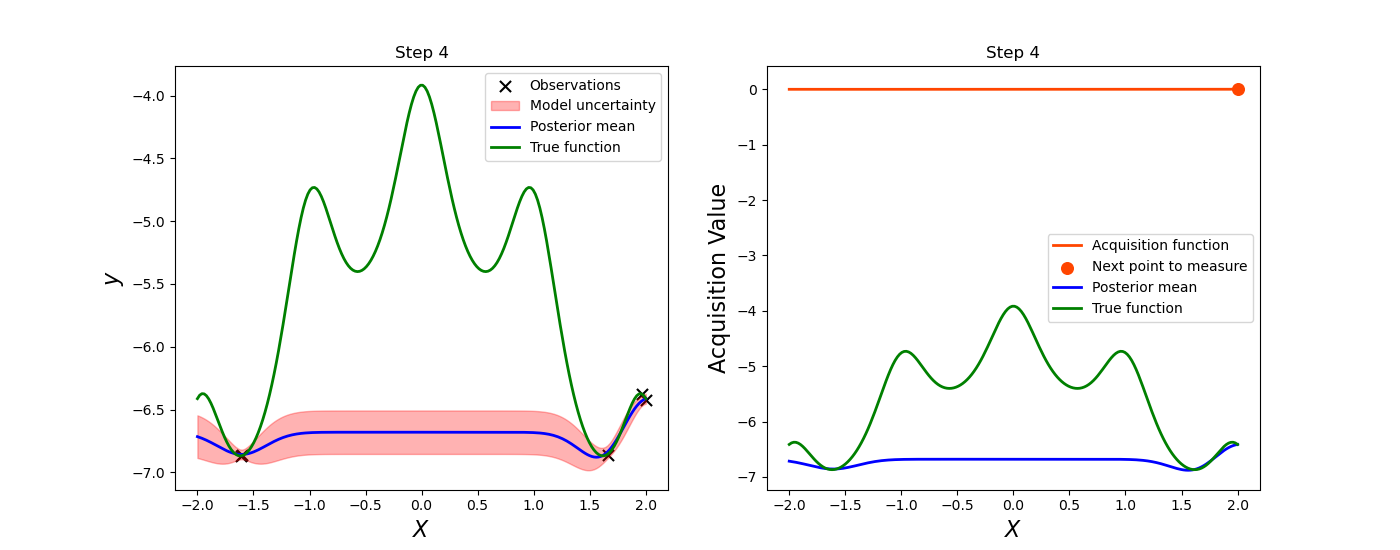 Step 4
−4.0
−4.5
−5.0
−5.5
−6.0
−6.5
−7.0
y
−2.0 −1.5 −1.0 −0.5 0.0 0.5 1.0 1.5 2.0
X
Observations
Model uncertainty
Posterior mean
True function
Step 4
0
−1
−2
−3
−4
−5
−6
−7
Acquisition Value
−2.0 −1.5 −1.0 −0.5 0.0 0.5 1.0 1.5 2.0
X
Acquisition function
Next point to measure
Posterior mean
True function